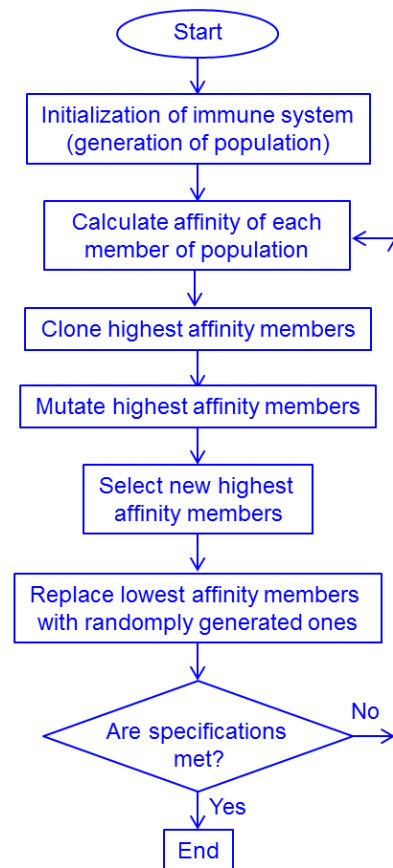 Start
Initialization of immune system
(generation of population)
Calculate affinity of each
member of population
Clone highest affinity members
Mutate highest affinity members
Select new highest
affinity members
Replace lowest affinity members
with randomply generated ones
Are specifications
met?
No
Yes
End